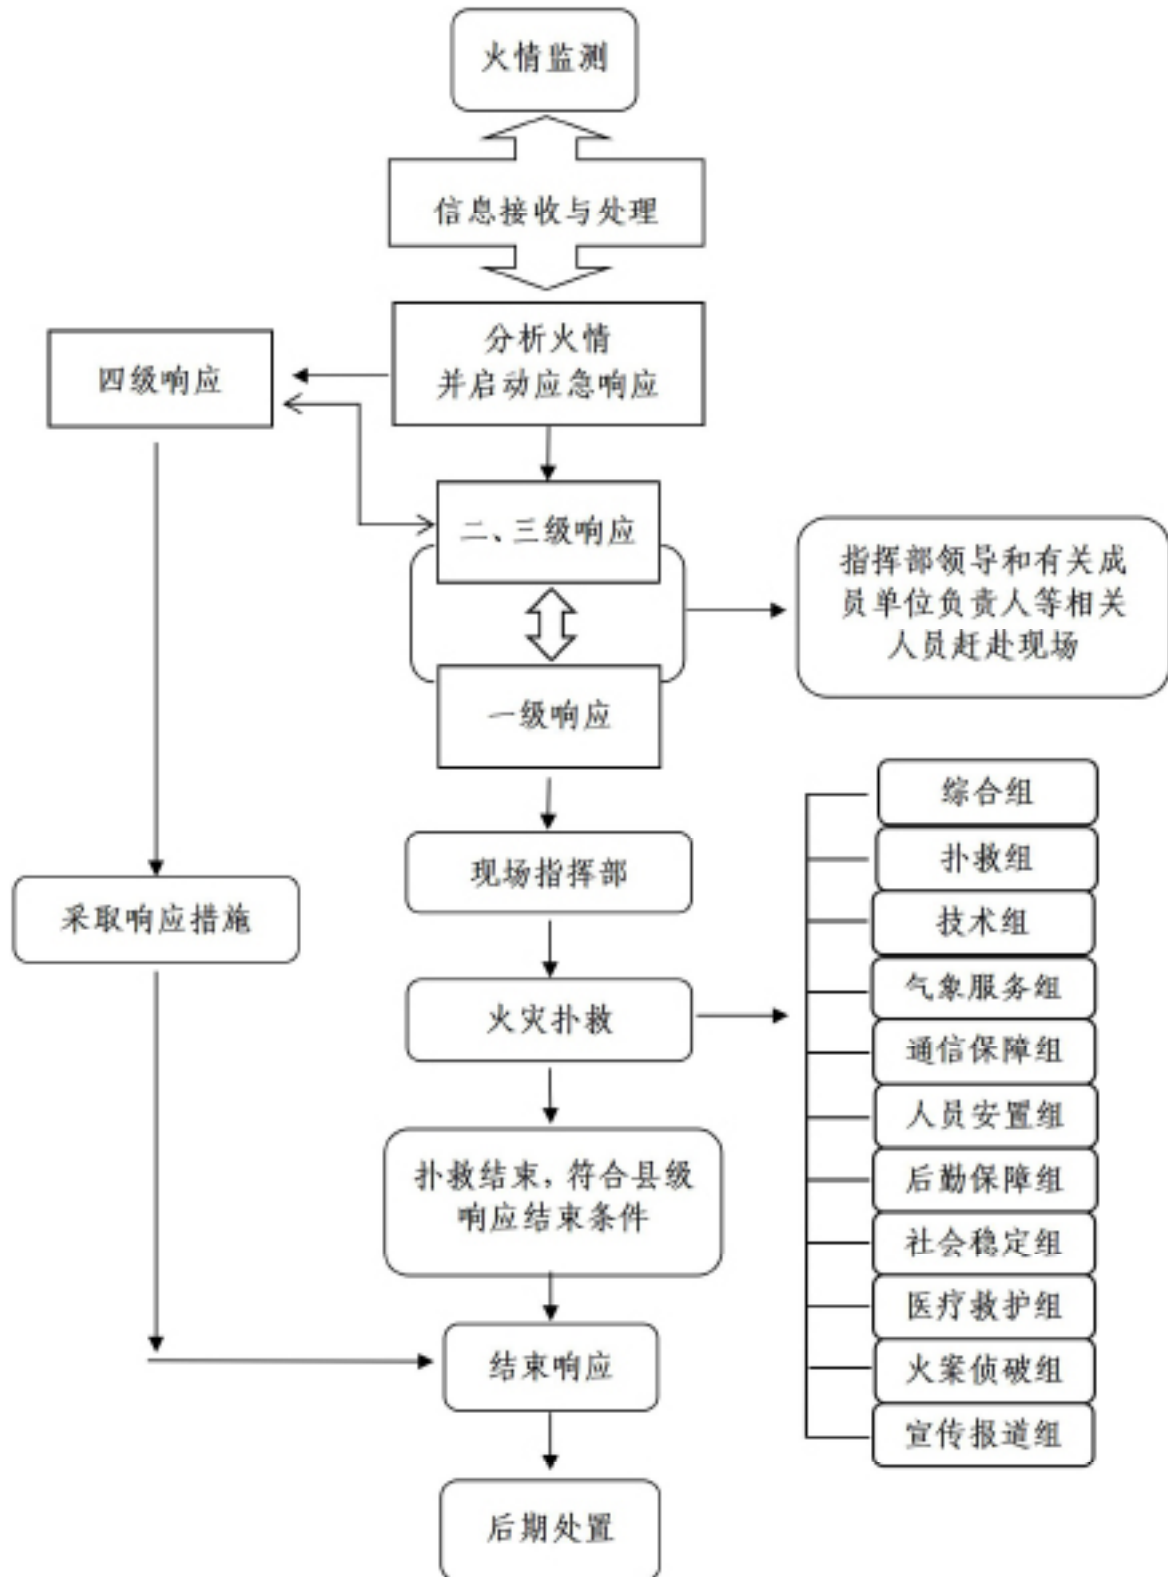 火情监测
信息接收与处理
分析火情
并启动应急响应
四级响应
二、三级响应
指挥部领导和有关成
员单位负责人等相关
人员赶赴现场
一级响应
综合组
扑救组
现场指挥部
采取响应措施
技术组
气象服务组
火灾扑救
通信保障组
人员安置组
扑救结束，符合县级
响应结束条件
后勤保障组
社会稳定组
医疗救护组
结束响应
火案侦破组
宣传报道组
后期处置